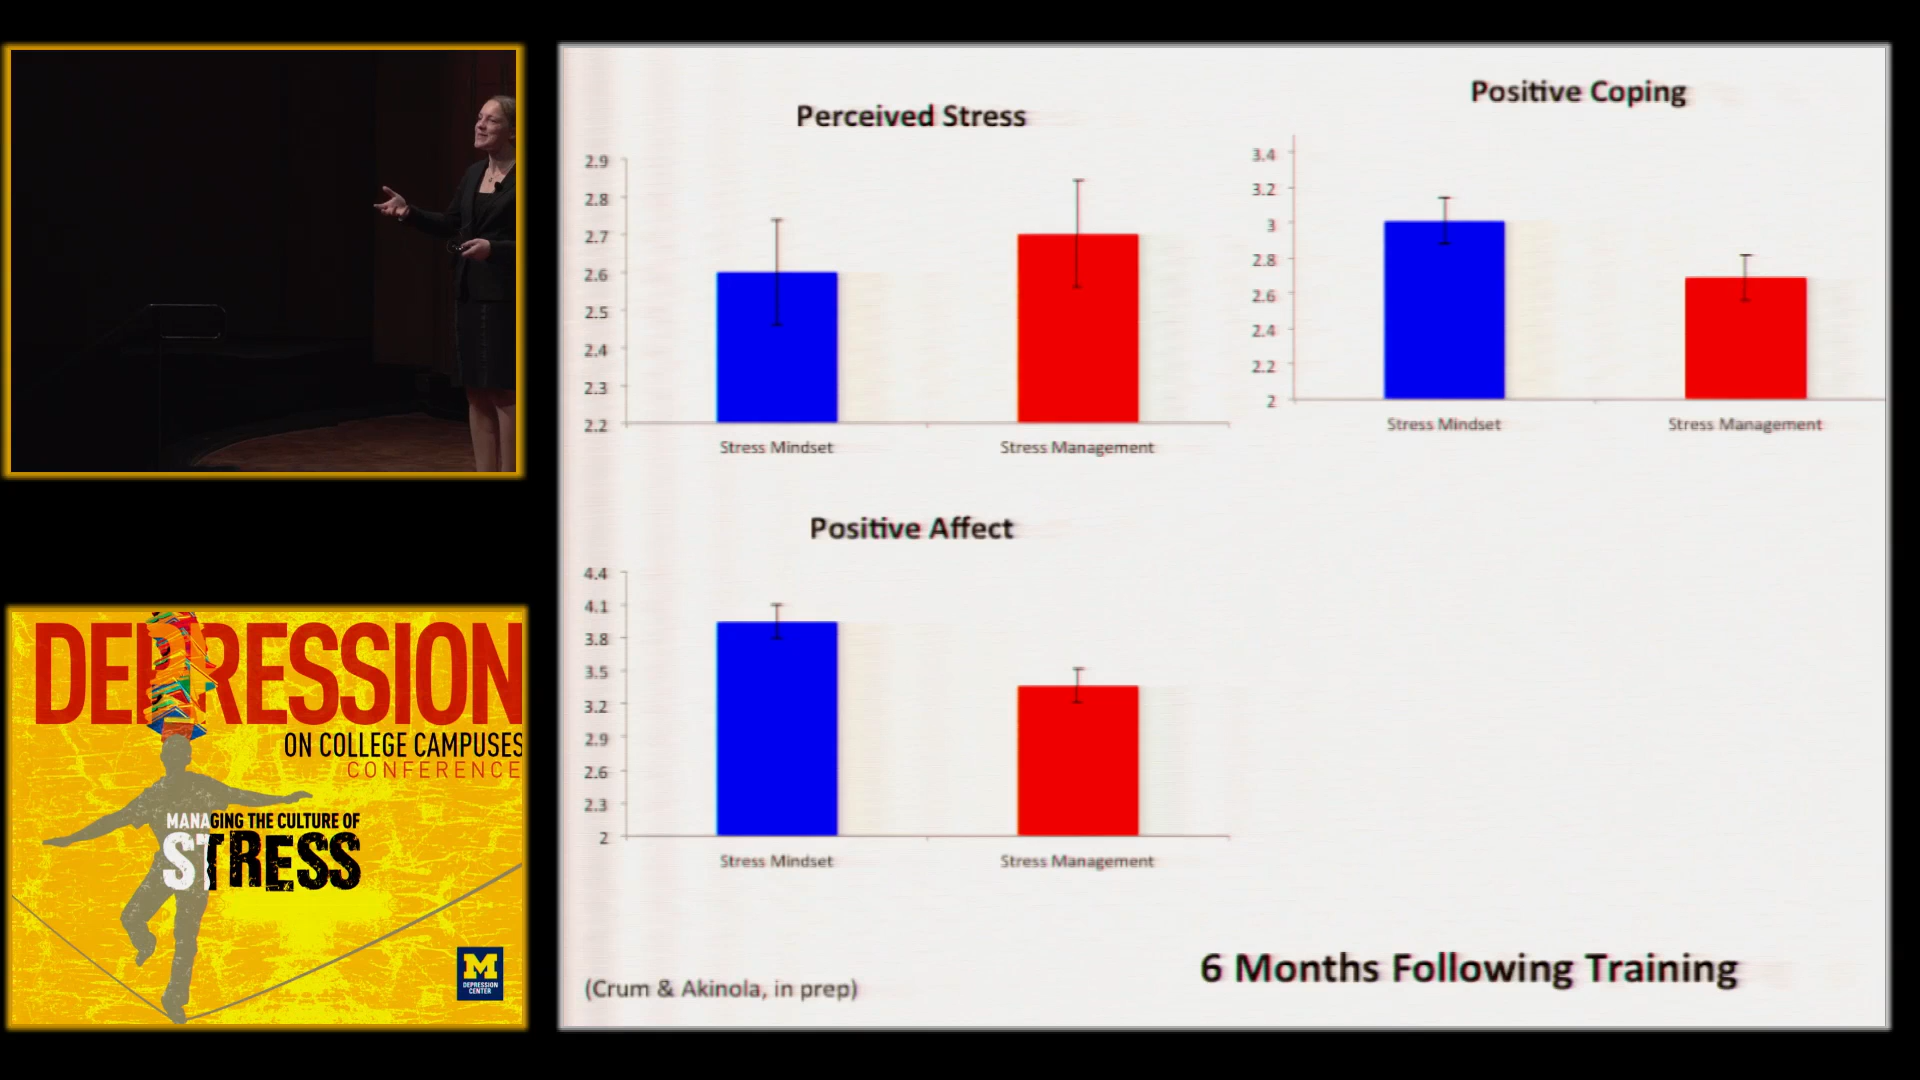 Perceived Stress
2.9
2.8
2.7
2.6
2.5
2.4
2.3
2.2
Stress Mindset
Stress Management
Positive Coping
3.4
3.2
3
2.8
2.6
2.4
2.2
2
Stress Mindset
Stress Management
Positive Affect
4.4
4.1
3.8
3.5
3.2
2.9
2.6
2.3
2
Stress Mindset
Stress Management
(Crum & Akinola, in prep)
6 Months Following Training
DEPRESSION
ON COLLEGE CAMPUSES
CONFERENCE
MANAGING THE CULTURE OF
STRESS
M
DEPRESSION
CENTER